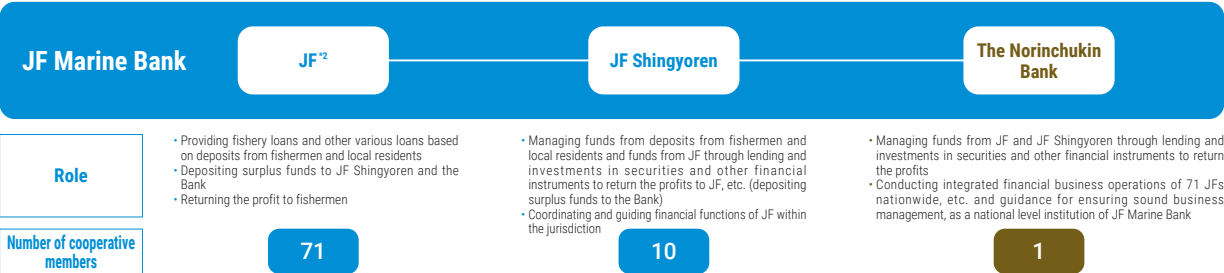 JF Marine Bank
JF*2
JF Shingyoren
The Norinchukin
Bank
Role
• Providing fishery loans and other various loans based
on deposits from fishermen and local residents
• Depositing surplus funds to JF Shingyoren and the
Bank
• Returning the profit to fishermen
• Managing funds from deposits from fishermen and
local residents and funds from JF through lending and
investments in securities and other financial
instruments to return the profits to JF, etc. (depositing
surplus funds to the Bank)
• Coordinating and guiding financial functions of JF within
the jurisdiction
• Managing funds from JF and JF Shingyoren through lending and
investments in securities and other financial instruments to return
the profits
• Conducting integrated financial business operations of 71 JFs
nationwide, etc. and guidance for ensuring sound business
management, as a national level institution of JF Marine Bank
Number of cooperative
members
71
10
1